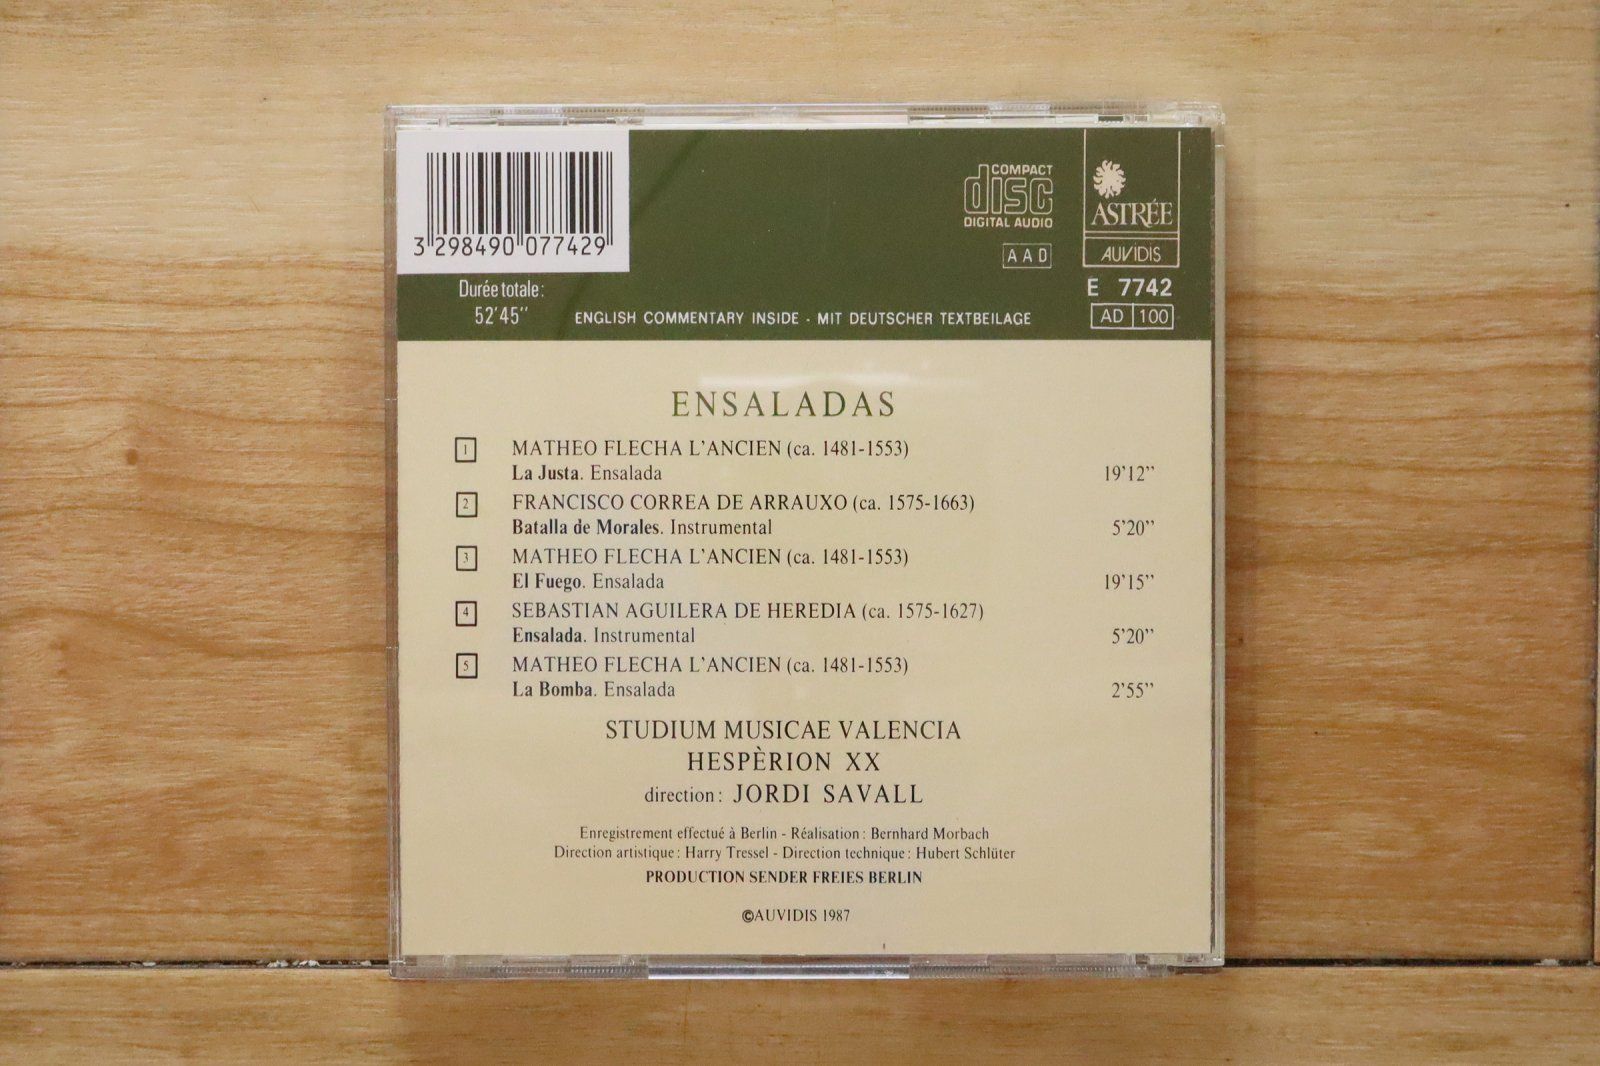 3 298490 077429
Durée totale:
52'45''
ENGLISH COMMENTARY INSIDE - MIT DEUTSCHER TEXTBEILAGE
COMPACT
disc
DIGITAL AUDIO
AAD
ASTRÉE
AUVIDIS
E 7742
AD 100
ENSALADAS
1 MATHEO FLECHA L'ANCIEN (ca. 1481-1553)
La Justa. Ensalada 19'12''
2 FRANCISCO CORREA DE ARRAUXO (ca. 1575-1663)
Batalla de Morales. Instrumental 5'20''
3 MATHEO FLECHA L'ANCIEN (ca. 1481-1553)
El Fuego. Ensalada 19'15''
4 SEBASTIAN AGUILERA DE HEREDIA (ca. 1575-1627)
Ensalada. Instrumental 5'20''
5 MATHEO FLECHA L'ANCIEN (ca. 1481-1553)
La Bomba. Ensalada 2'55''
STUDIUM MUSICAE VALENCIA
HESPÈRION XX
direction: JORDI SAVALL
Enregistrement effectué à Berlin - Réalisation : Bernhard Morbach
Direction artistique : Harry Tressel - Direction technique : Hubert Schlüter
PRODUCTION SENDER FREIES BERLIN
©AUVIDIS 1987